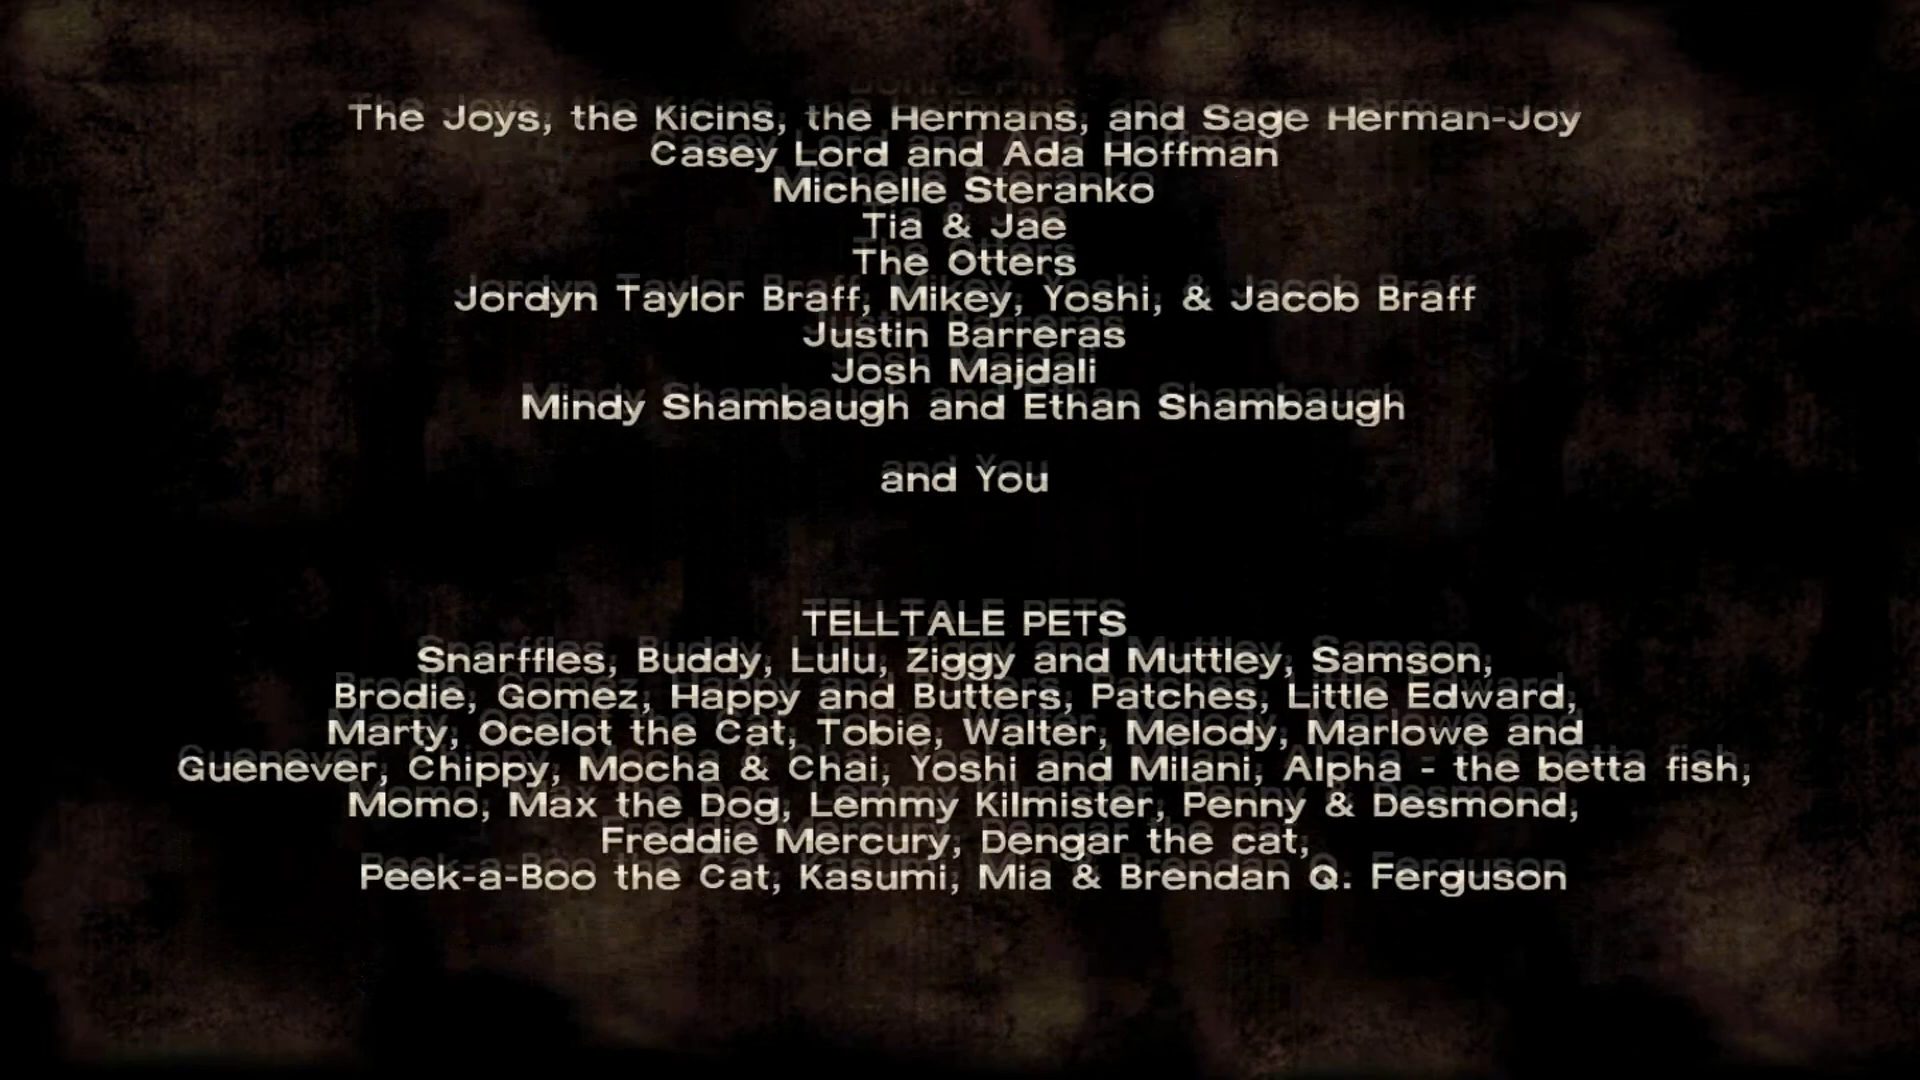 The Joys, the Kicins, the Hermans, and Sage Herman-Joy
Casey Lord and Ada Hoffman
Michelle Steranko
Tia & Jae
The Otters
Jordyn Taylor Braff, Mikey, Yoshi, & Jacob Braff
Justin Barreras
Josh Majdali
Mindy Shambaugh and Ethan Shambaugh
and You
TELLTALE PETS
Snarffles, Buddy, Lulu, Ziggy and Muttley, Samson,
Brodie, Gomez, Happy and Butters, Patches, Little Edward,
Marty, Ocelot the Cat, Tobie, Walter, Melody, Marlowe and
Guenever, Chippy, Mocha & Chai, Yoshi and Milani, Alpha - the betta fish,
Momo, Max the Dog, Lemmy Kilmister, Penny & Desmond,
Freddie Mercury, Dengar the cat,
Peek-a-Boo the Cat, Kasumi, Mia & Brendan Q. Ferguson